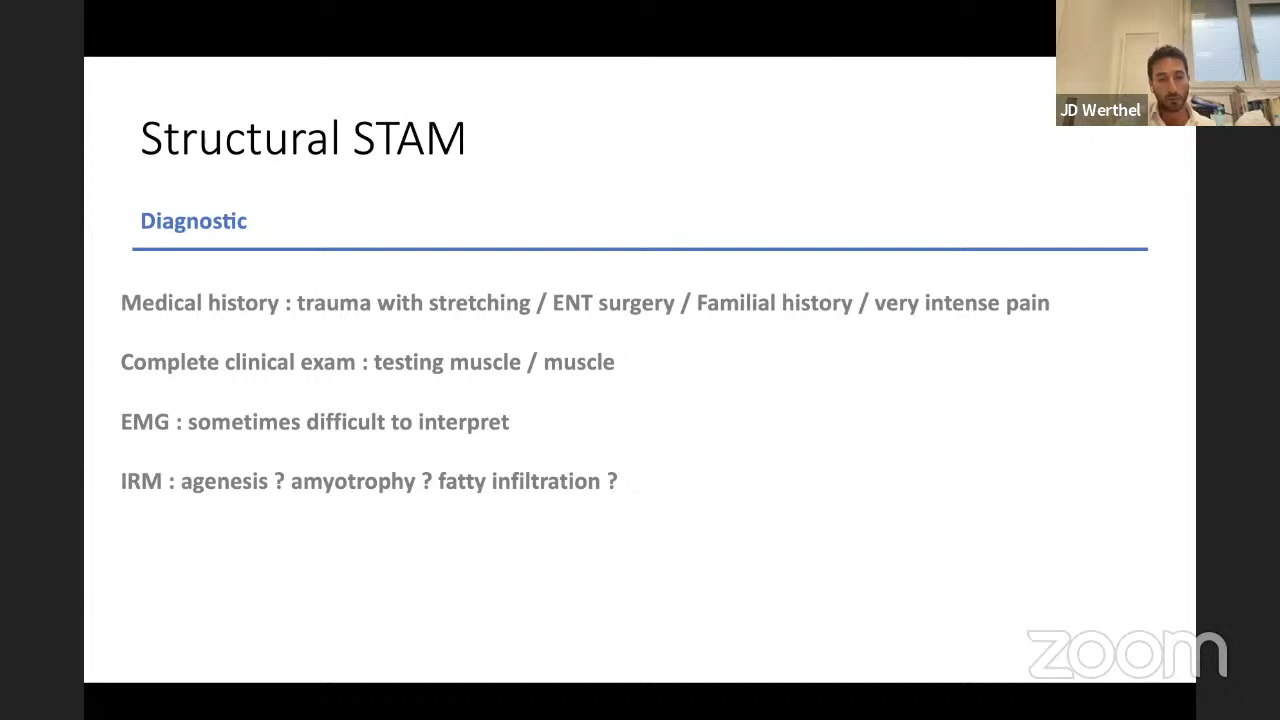 JD Werthel
Structural STAM
Diagnostic
Medical history : trauma with stretching / ENT surgery / Familial history / very intense pain
Complete clinical exam : testing muscle / muscle
EMG : sometimes difficult to interpret
IRM : agenesis ? amyotrophy ? fatty infiltration ?
zoom